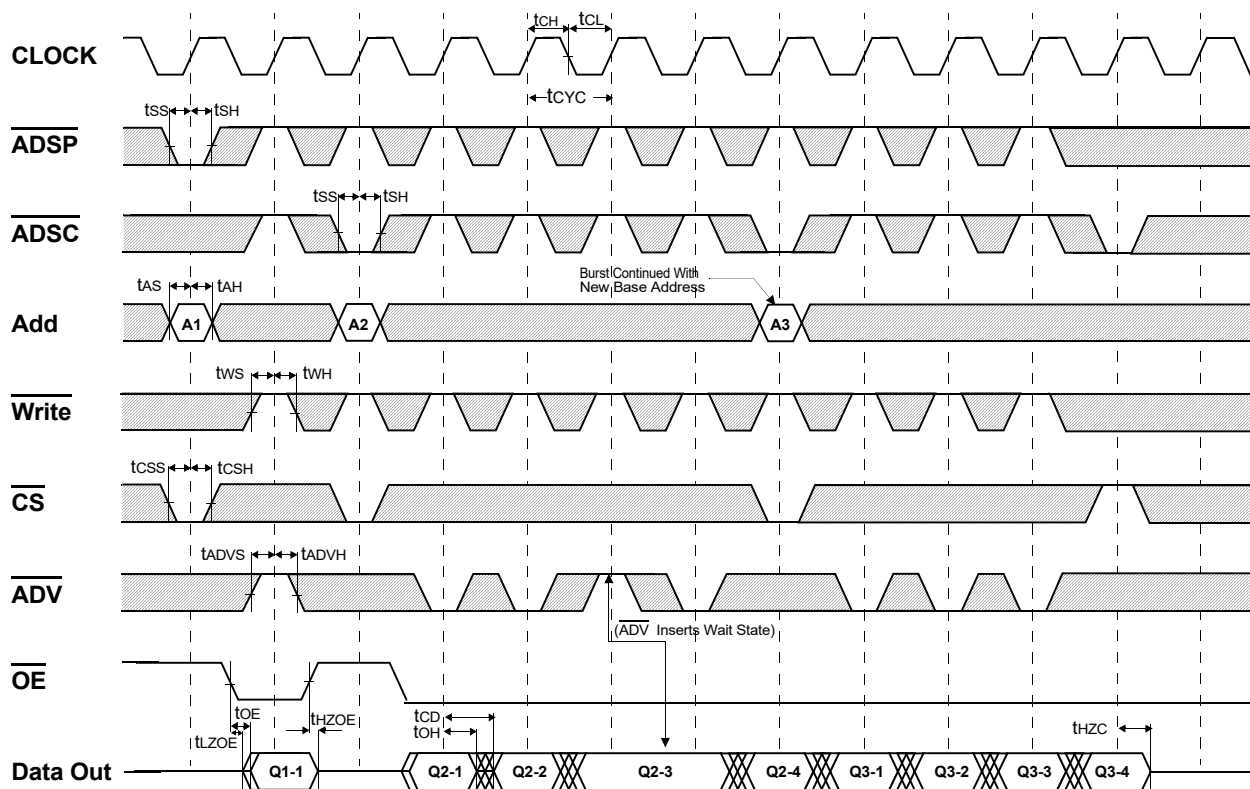 tCH tCL
CLOCK
tCYC
tSS tSH
ADSP
tSS tSH
ADSC
tAS tAH
Burst Continued With
New Base Address
Add
A1 A2 A3
tWS tWH
Write
tCSS tCSH
CS
tADVS tADVH
ADV
(ADV Inserts Wait State)
OE
tOE tHZOE tCD
tLZOE tOH tHZC
Data Out
Q1-1 Q2-1 Q2-2 Q2-3 Q2-4 Q3-1 Q3-2 Q3-3 Q3-4